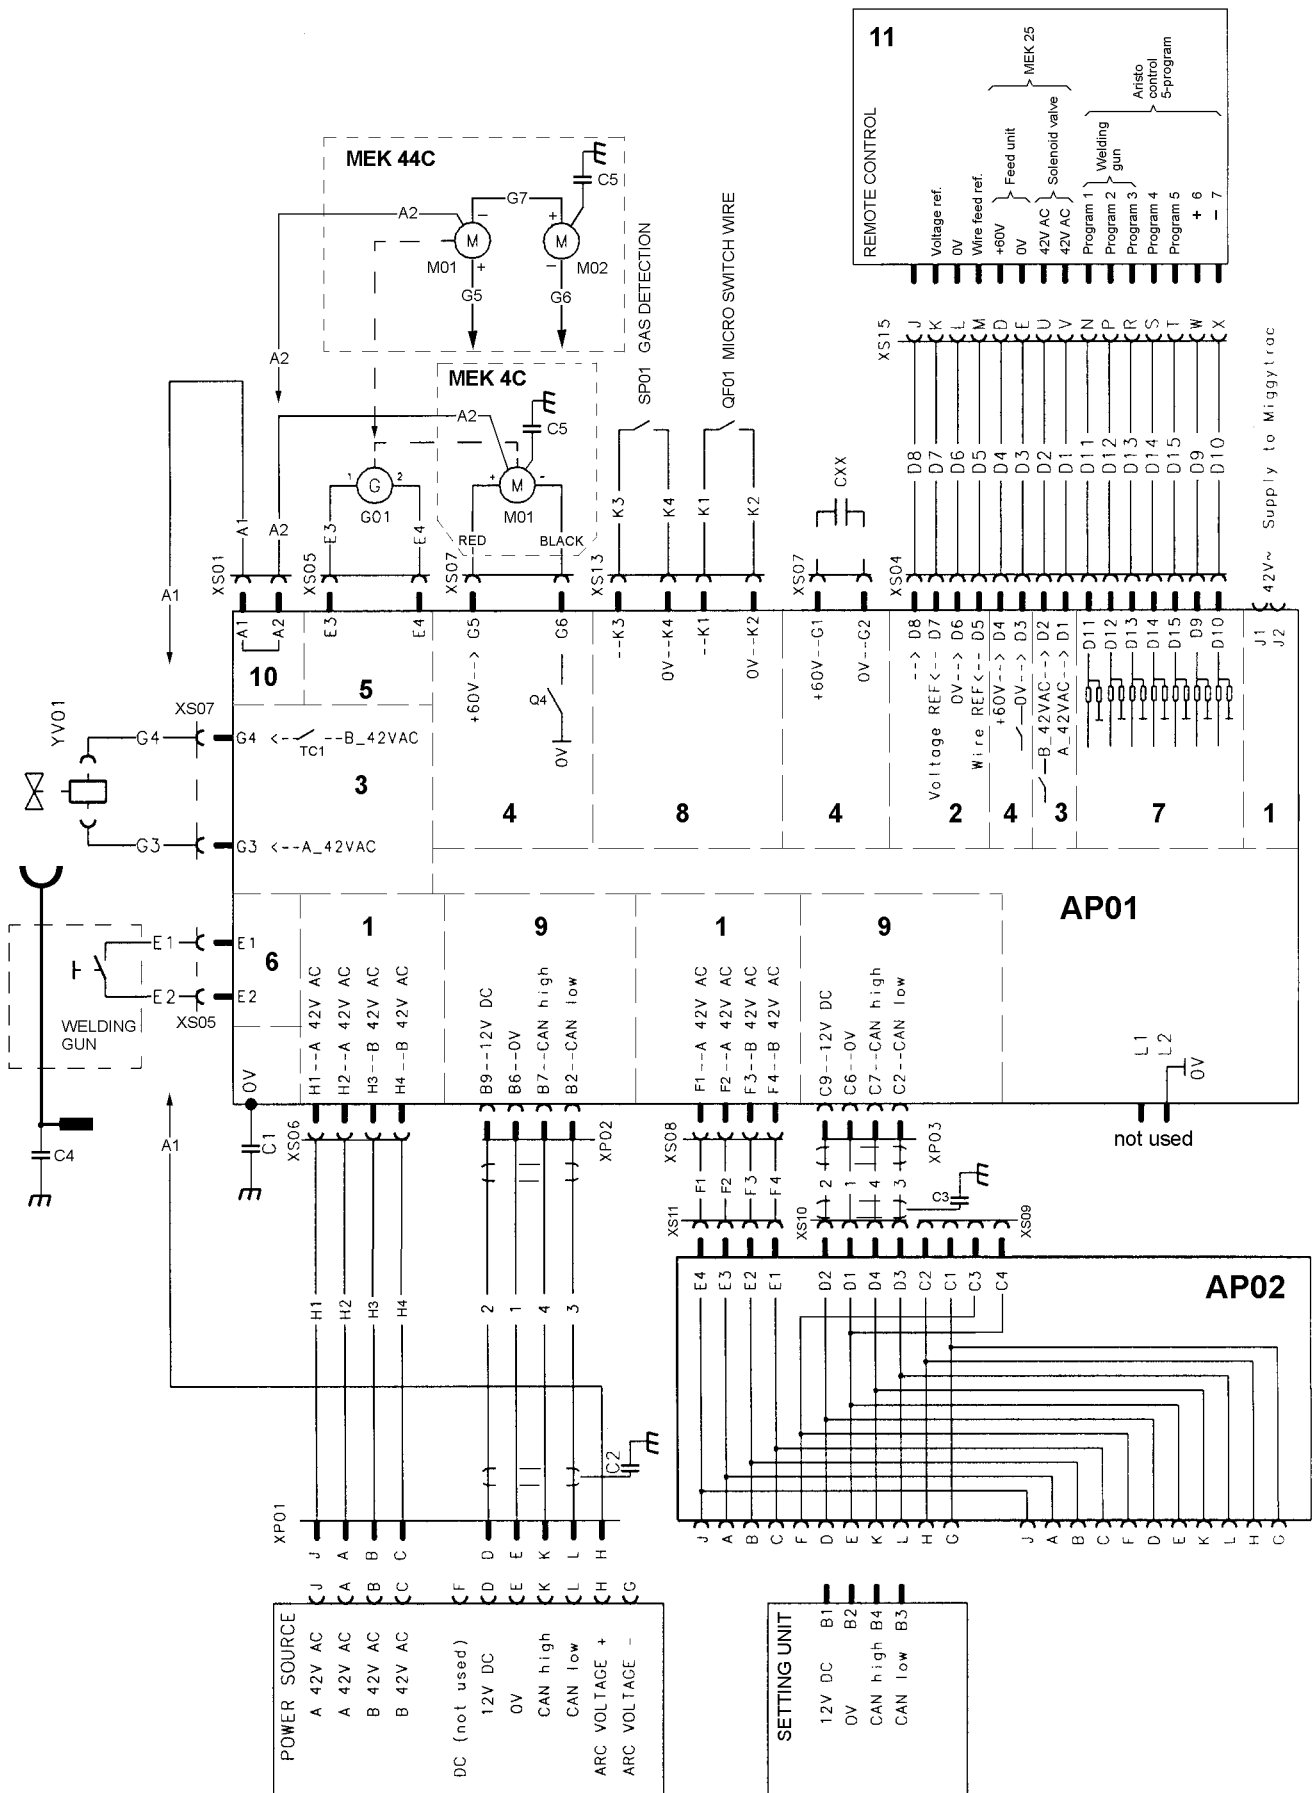 11
REMOTE CONTROL
Voltage ref.
0V
Wire feed ref.
+60V
0V
Feed unit
42V AC
42V AC
Solenoid valve
MEK 25
Program 1
Program 2
Program 3
Welding
gun
Program 4
Program 5
+ 6
– 7
Aristo
control
5-program
XS15
J
K
L
M
D
E
U
V
N
P
R
S
T
W
X
D8
D7
D6
D5
D4
D3
D2
D1
D11
D12
D13
D14
D15
D9
D10
42V~ Supply to Miggytrac
MEK 44C
C5
G7
A2
–
+
M
M
M01
+
–
M02
G5
G6
A2
MEK 4C
A2
C5
1
G
2
G01
+
M
-
M01
RED
BLACK
SP01 GAS DETECTION
QF01 MICRO SWITCH WIRE
K3
K4
K1
K2
CXX
A1
A1
A2
E3
E4
XS01
XS05
XS07
XS13
XS07
XS04
A1
A2
E3
E4
G5
G6
--K3
0V--K4
--K1
0V--K2
+60V--G1
0V--G2
---> D8
Voltage REF<-- D7
0V--> D6
Wire REF<-- D5
+60V--> D4
0V--> D3
B_42VAC--> D2
A_42VAC--> D1
D11
D12
D13
D14
D15
D9
D10
J1
J2
10
5
+60V-->
Q4
0V
YV01
XS07
G4
G4 <-- TC1 --B_42VAC
3
G3
G3 <--A_42VAC
4
8
4
2
4
3
7
1
AP01
E1
E1
6
E2
E2
XS05
WELDING
GUN
1
9
1
9
H1--A 42V AC
H2--A 42V AC
H3--B 42V AC
H4--B 42V AC
B9--12V DC
B6--0V
B7--CAN high
B2--CAN low
F1--A 42V AC
F2--A 42V AC
F3--B 42V AC
F4--B 42V AC
C9--12V DC
C6--0V
C7--CAN high
C2--CAN low
L1
L2
0V
not used
0V
C1
C4
A1
XS06
XP02
XS08
XP03
F1
F2
F3
F4
2
1
4
3
C3
XS11
XS10
XS09
H1
H2
H3
H4
2
1
4
3
C2
AP02
E4
E3
E2
E1
D2
D1
D4
D3
C2
C1
C3
C4
J
A
B
C
F
D
E
K
L
H
G
J
A
B
C
F
D
E
K
L
H
G
XP01
J
A
B
C
D
E
K
L
H
J
A
B
C
F
D
E
K
L
H
G
POWER SOURCE
A 42V AC
A 42V AC
B 42V AC
B 42V AC
DC (not used)
12V DC
0V
CAN high
CAN low
ARC VOLTAGE +
ARC VOLTAGE -
SETTING UNIT
12V DC B1
0V B2
CAN high B4
CAN low B3